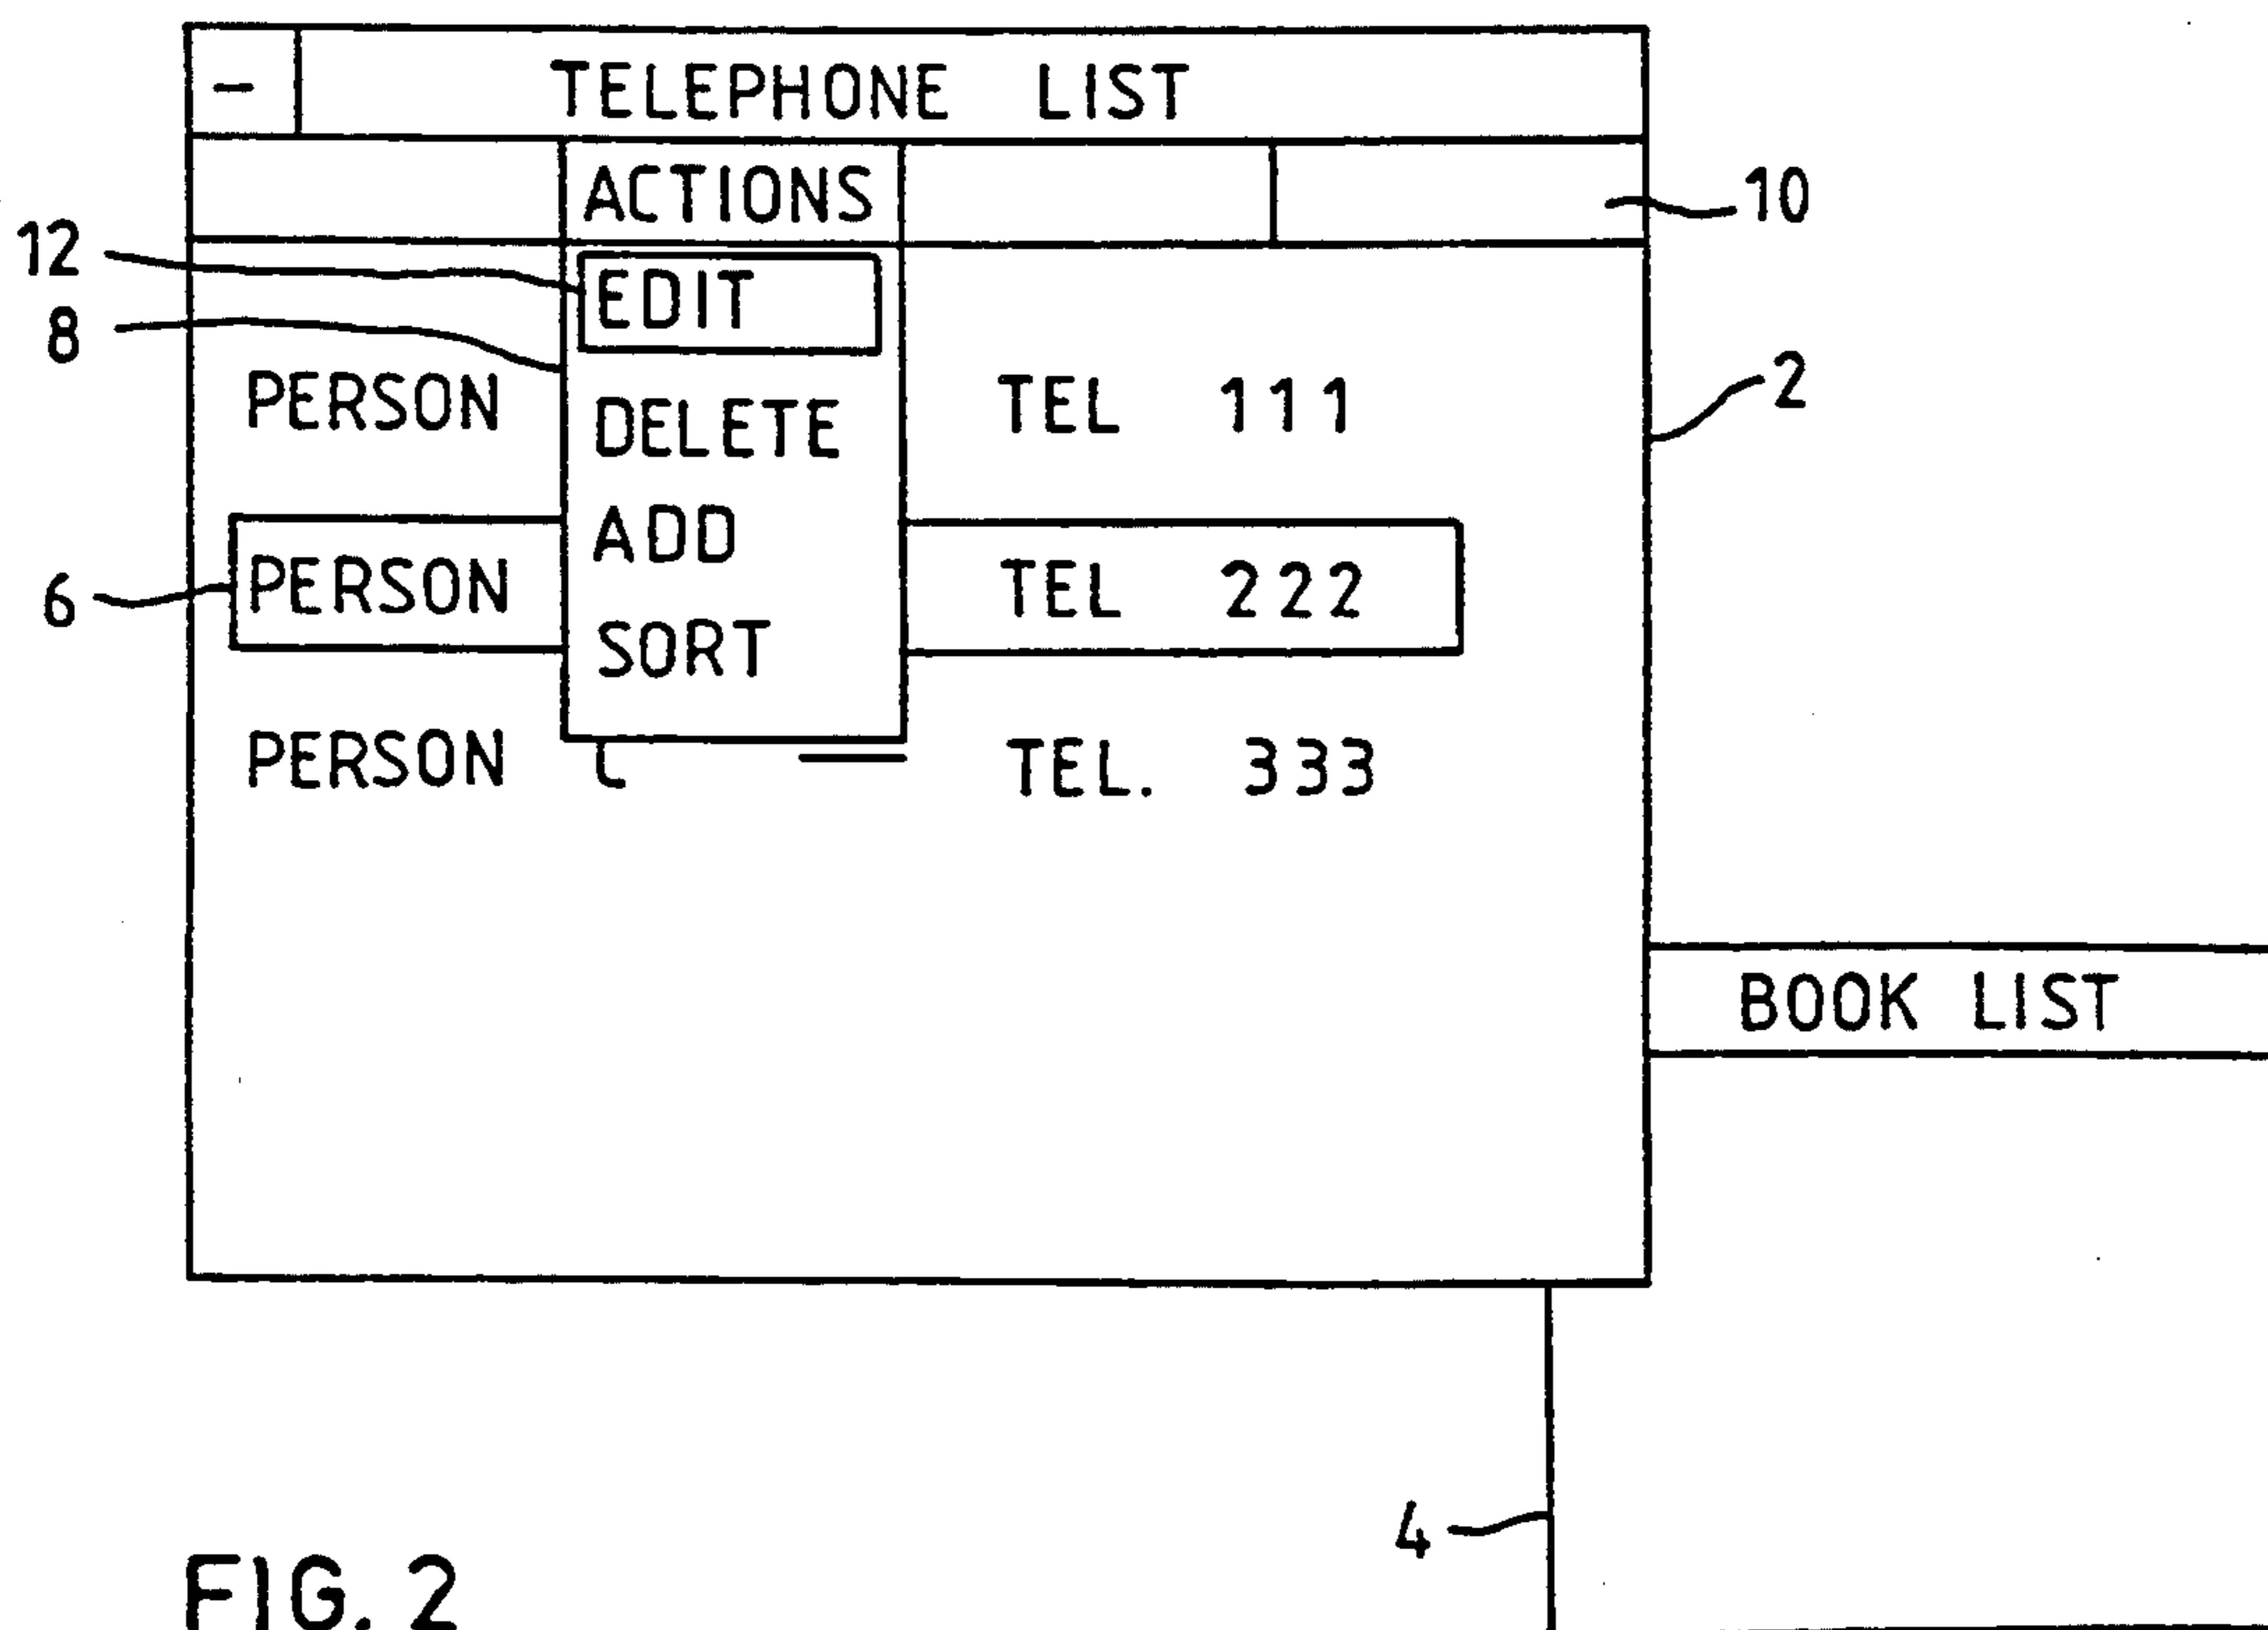 – TELEPHONE LIST
ACTIONS
10
12
EDIT
8
2
PERSON
DELETE
TEL 111
ADD
6
PERSON
TEL 222
SORT
PERSON
TEL. 333
BOOK LIST
4
FIG. 2